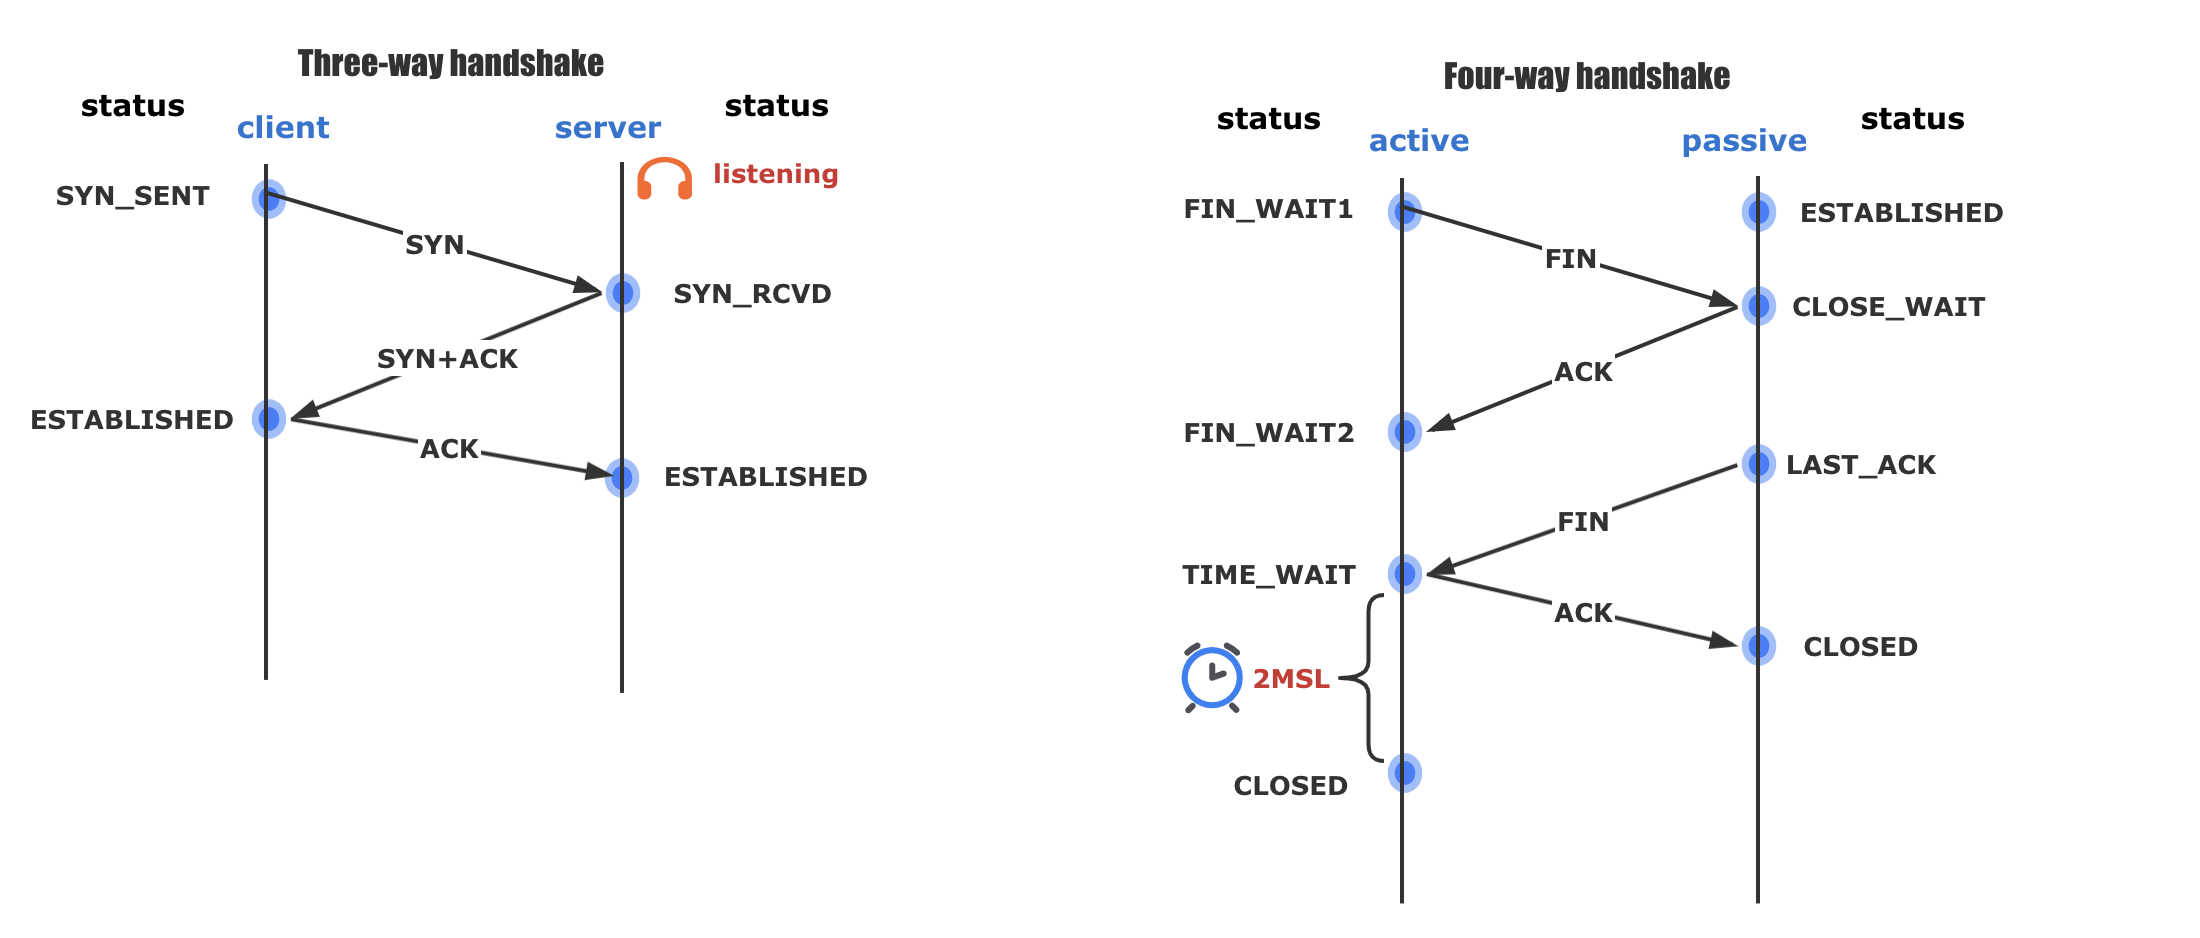 Three-way handshake
status
status
client
server
listening
SYN_SENT
SYN
SYN_RCVD
SYN+ACK
ESTABLISHED
ACK
ESTABLISHED
Four-way handshake
status
status
active
passive
FIN_WAIT1
ESTABLISHED
FIN
CLOSE_WAIT
ACK
FIN_WAIT2
LAST_ACK
FIN
TIME_WAIT
ACK
CLOSED
2MSL
CLOSED